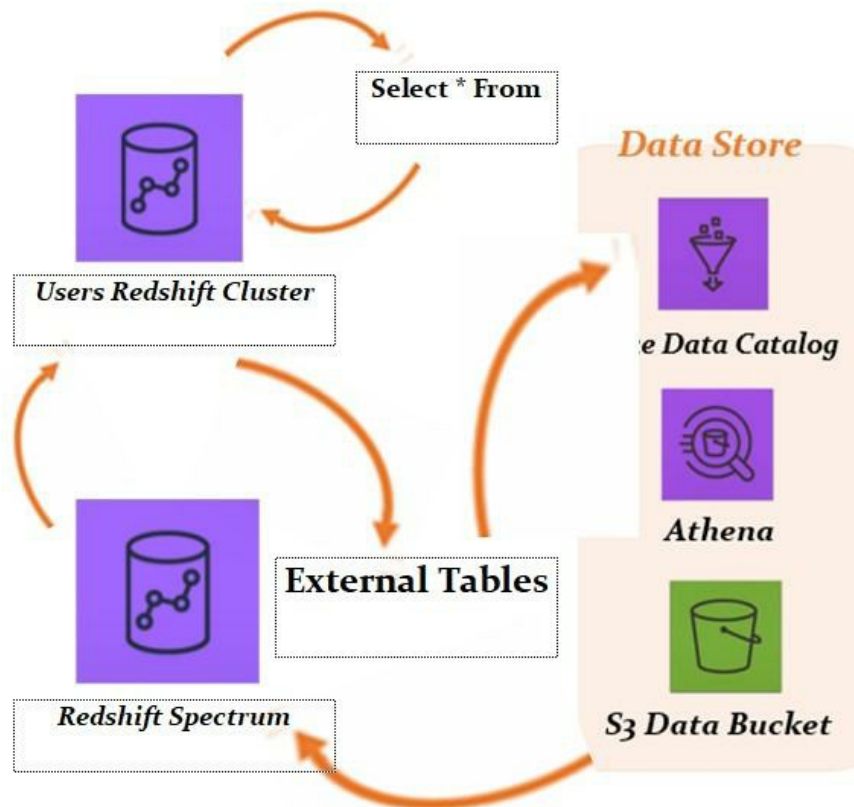 Select * From
Data Store
Users Redshift Cluster
Data Catalog
Athena
External Tables
Redshift Spectrum
S3 Data Bucket